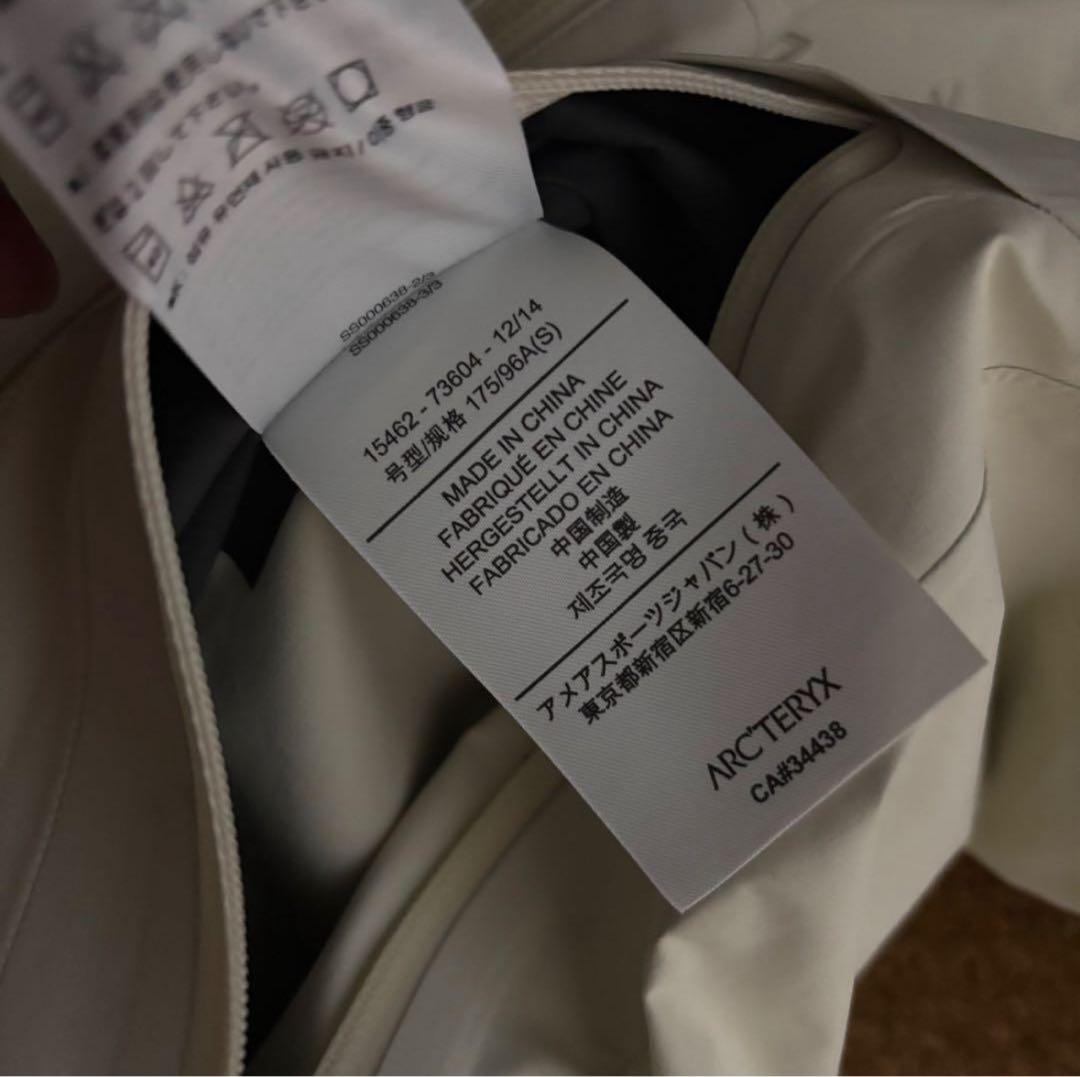 SS000638-2/3
SS000638-3/3
15462 - 73604 - 12/14
号型/规格 175/96A(S)
MADE IN CHINA
FABRIQUÉ EN CHINE
HERGESTELLT IN CHINA
FABRICADO EN CHINA
中国制造
中国製
제조국명 중국
アメアスポーツジャパン（株）
東京都新宿区新宿6-27-30
ARC'TERYX
CA#34438